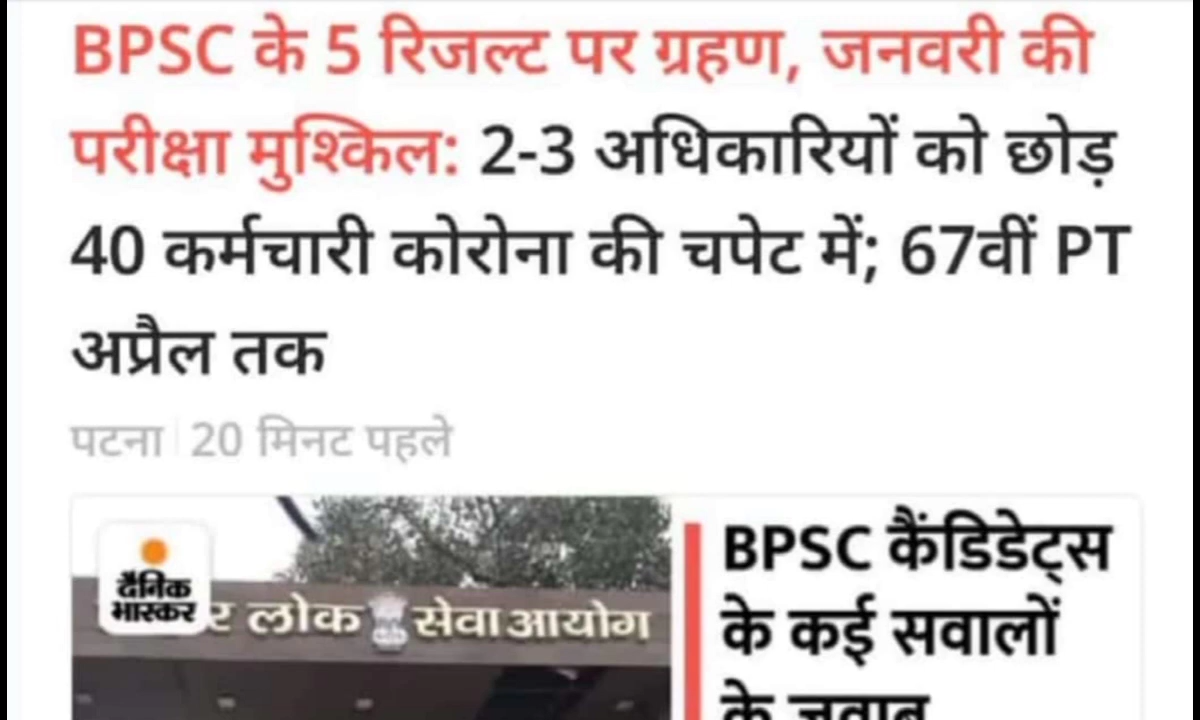 BPSC के 5 रिजल्ट पर ग्रहण, जनवरी की
परीक्षा मुश्किल: 2-3 अधिकारियों को छोड़
40 कर्मचारी कोरोना की चपेट में; 67वीं PT
अप्रैल तक
पटना 20 मिनट पहले
दैनिक
भास्कर
लोक सेवा आयोग
BPSC कैंडिडेट्स
के कई सवालों
के जवाब